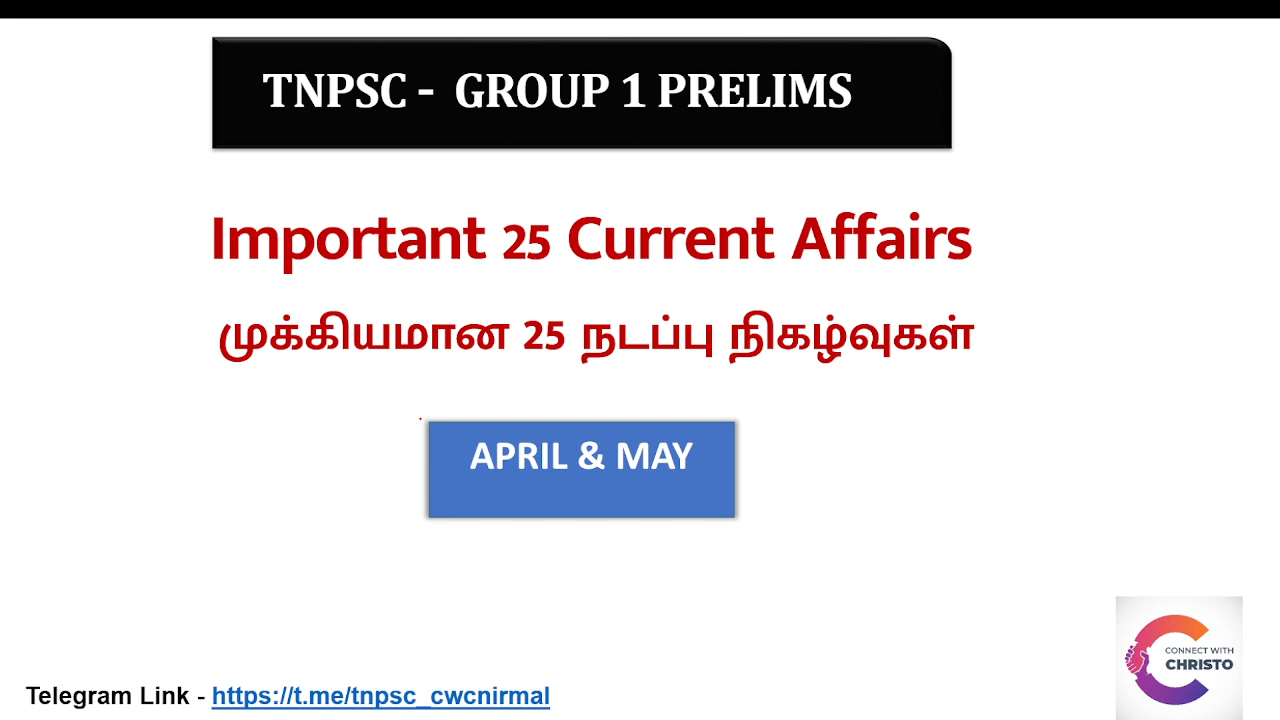 TNPSC - GROUP 1 PRELIMS
Important 25 Current Affairs
முக்கியமான 25 நடப்பு நிகழ்வுகள்
APRIL & MAY
CONNECT WITH
CHRISTO
Telegram Link - https://t.me/tnpsc_cwcnirmal